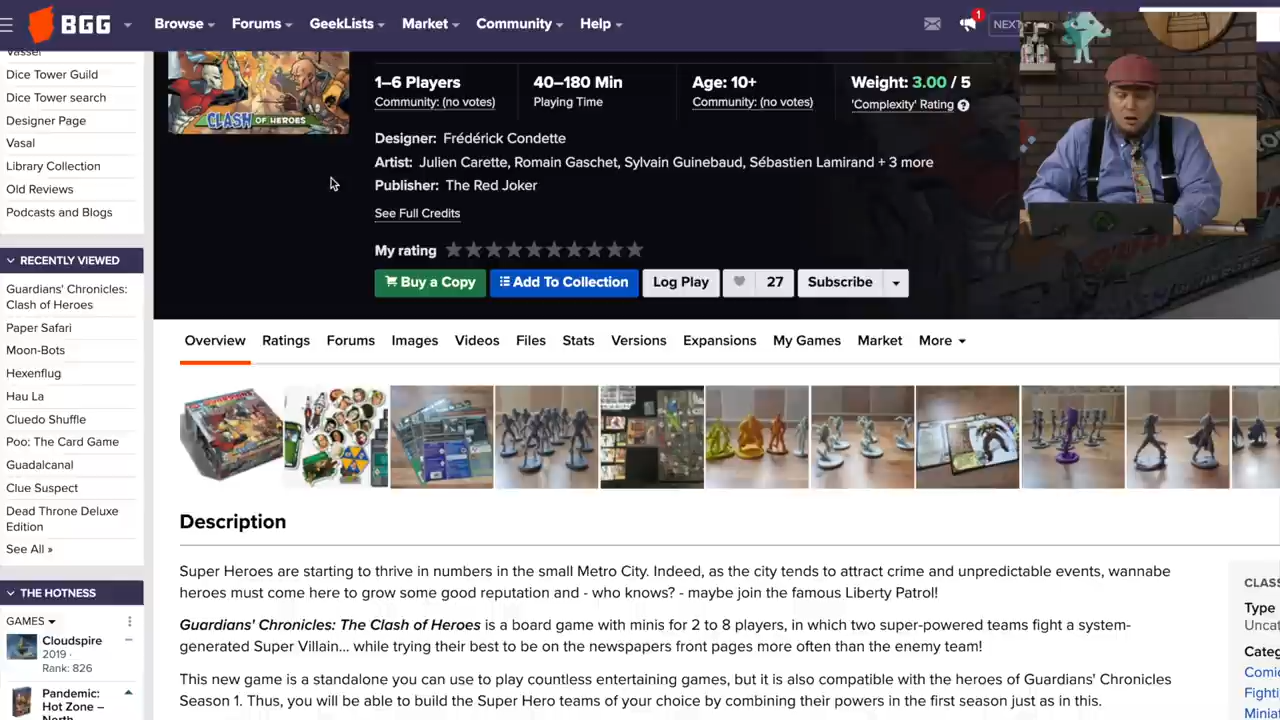 BGG
Browse
Forums
GeekLists
Market
Community
Help
1
NEXT
Vassel
Dice Tower Guild
Dice Tower search
Designer Page
Vasal
Library Collection
Old Reviews
Podcasts and Blogs
RECENTLY VIEWED
Guardians' Chronicles:
Clash of Heroes
Paper Safari
Moon-Bots
Hexenflug
Hau La
Cluedo Shuffle
Poo: The Card Game
Guadalcanal
Clue Suspect
Dead Throne Deluxe
Edition
See All »
THE HOTNESS
GAMES
Cloudspire
2019 ·
Rank: 826
Pandemic:
Hot Zone –
North
CLASH OF HEROES
1–6 Players
Community: (no votes)
40–180 Min
Playing Time
Age: 10+
Community: (no votes)
Weight: 3.00 / 5
'Complexity' Rating ?
Designer: Frédérick Condette
Artist: Julien Carette, Romain Gaschet, Sylvain Guinebaud, Sébastien Lamirand + 3 more
Publisher: The Red Joker
See Full Credits
My rating
Buy a Copy
Add To Collection
Log Play
27
Subscribe
Overview
Ratings
Forums
Images
Videos
Files
Stats
Versions
Expansions
My Games
Market
More
Description
Super Heroes are starting to thrive in numbers in the small Metro City. Indeed, as the city tends to attract crime and unpredictable events, wannabe
heroes must come here to grow some good reputation and - who knows? - maybe join the famous Liberty Patrol!
Guardians' Chronicles: The Clash of Heroes is a board game with minis for 2 to 8 players, in which two super-powered teams fight a system-
generated Super Villain... while trying their best to be on the newspapers front pages more often than the enemy team!
This new game is a standalone you can use to play countless entertaining games, but it is also compatible with the heroes of Guardians' Chronicles
Season 1. Thus, you will be able to build the Super Hero teams of your choice by combining their powers in the first season just as in this.
CLASS
Type
Uncat
Categ
Comic
Fighti
Miniat